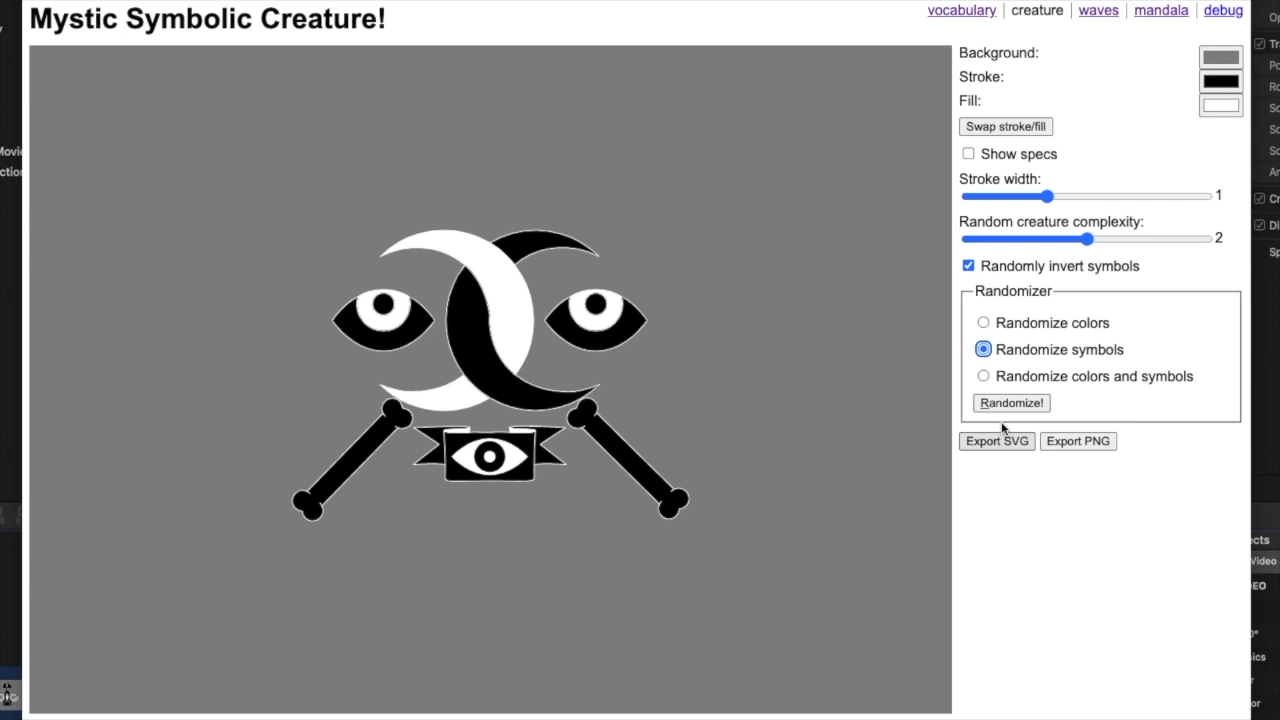 Mystic Symbolic Creature!
vocabulary | creature | waves | mandala | debug
Background:
Stroke:
Fill:
Swap stroke/fill
Show specs
Stroke width:
1
Random creature complexity:
2
Randomly invert symbols
Randomizer
Randomize colors
Randomize symbols
Randomize colors and symbols
Randomize!
Export SVG
Export PNG
Video